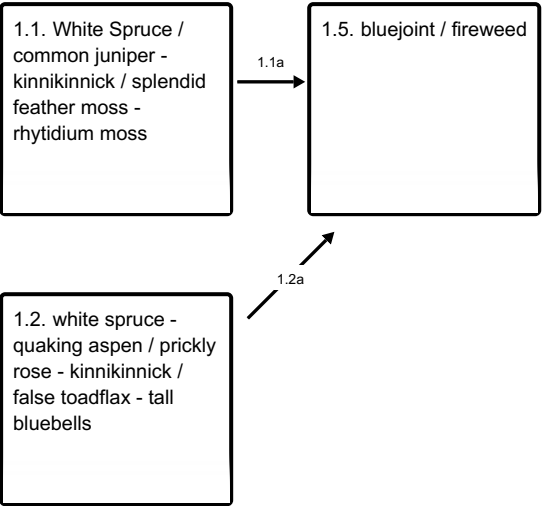 1.1. White Spruce /
common juniper -
kinnikinnick / splendid
feather moss -
rhytidium moss
1.1a
1.5. bluejoint / fireweed
1.2a
1.2. white spruce -
quaking aspen / prickly
rose - kinnikinnick /
false toadflax - tall
bluebells